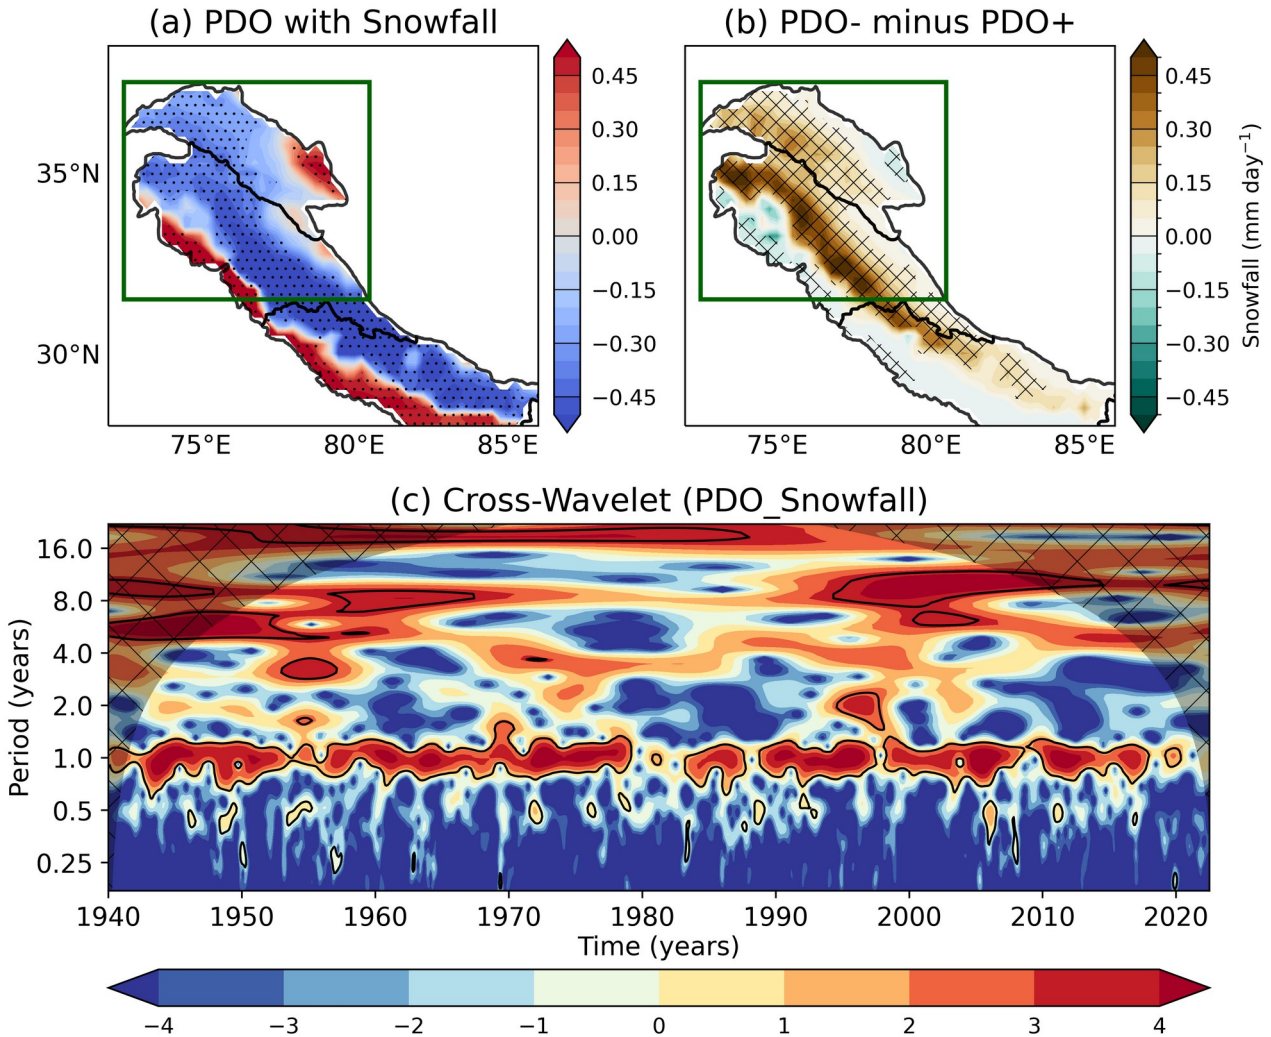 (a) PDO with Snowfall
(b) PDO- minus PDO+
35°N
30°N
75°E 80°E 85°E
0.45
0.30
0.15
0.00
−0.15
−0.30
−0.45
75°E 80°E 85°E
0.45
0.30
0.15
0.00
−0.15
−0.30
−0.45
Snowfall (mm day⁻¹)
(c) Cross-Wavelet (PDO_Snowfall)
Period (years)
16.0
8.0
4.0
2.0
1.0
0.5
0.25
1940 1950 1960 1970 1980 1990 2000 2010 2020
Time (years)
−4 −3 −2 −1 0 1 2 3 4